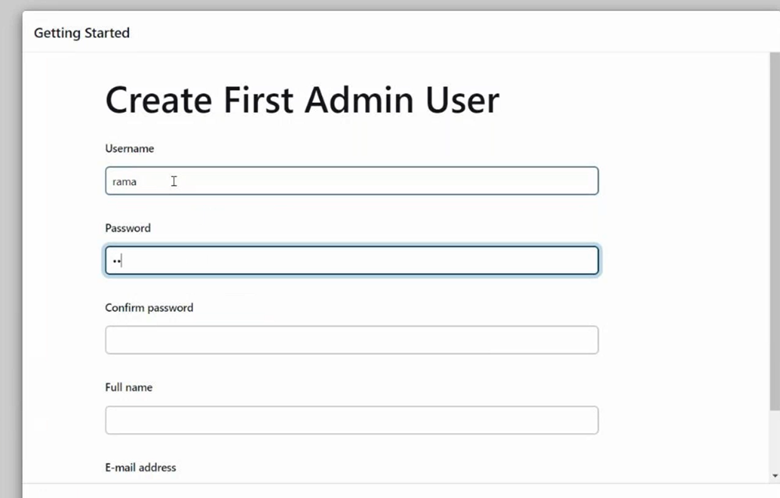 Getting Started
Create First Admin User
Username
rama
Password
••
Confirm password
Full name
E-mail address